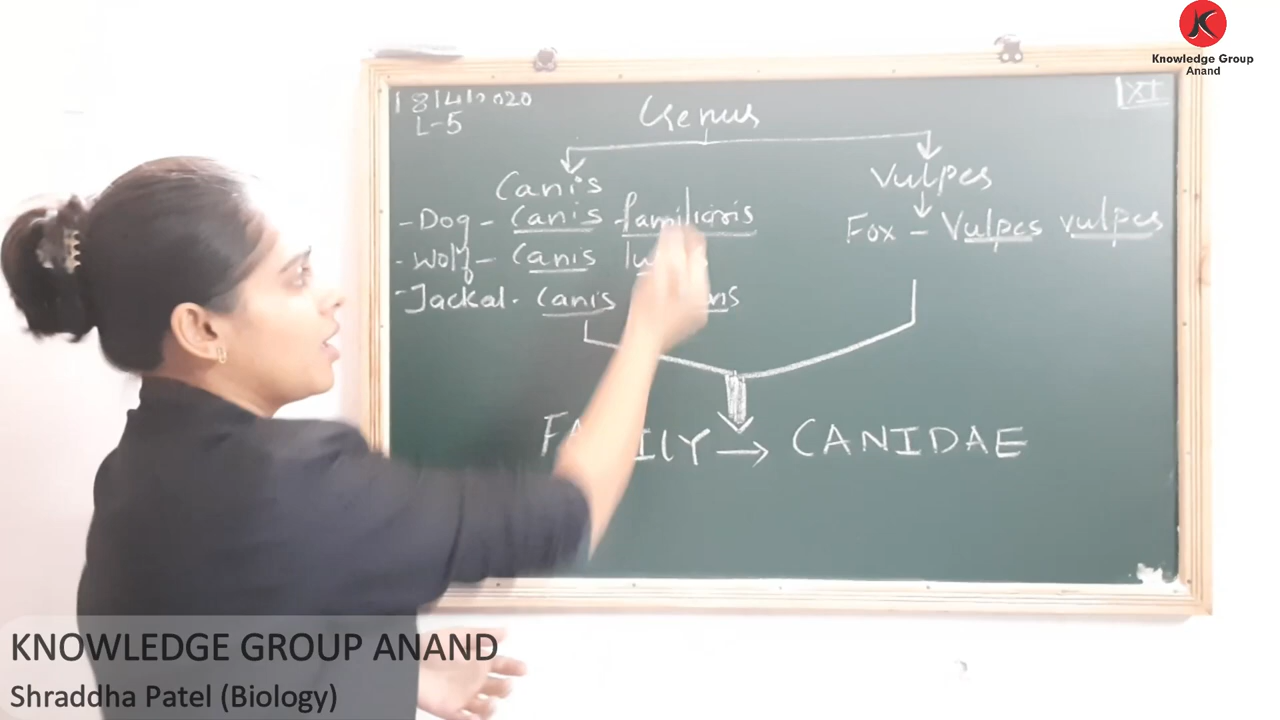 Knowledge Group
Anand
18/4/2020
L-5
XI
Genus
Canis
Vulpes
- Dog - Canis familiaris
Fox - Vulpes vulpes
- Wolf - Canis
- Jackal - Canis
FAMILY → CANIDAE
KNOWLEDGE GROUP ANAND
Shraddha Patel (Biology)